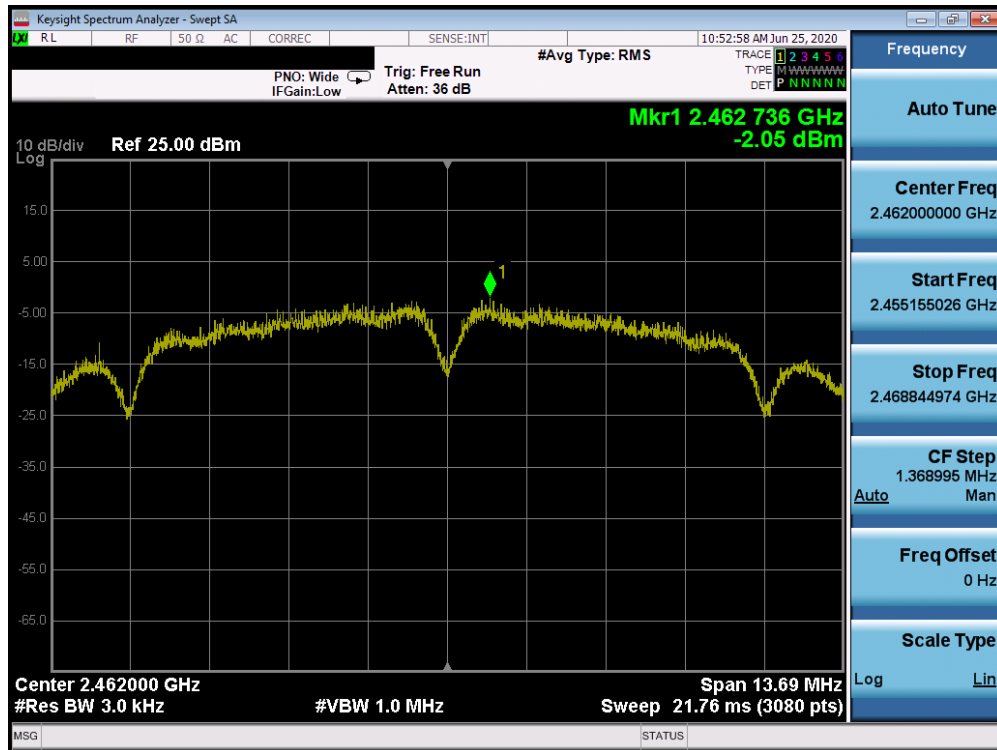 Keysight Spectrum Analyzer - Swept SA
LXI RL RF 50 Ω AC CORREC SENSE:INT 10:52:58 AM Jun 25, 2020
PNO: Wide Trig: Free Run #Avg Type: RMS TRACE 1 2 3 4 5 6
IFGain:Low Atten: 36 dB TYPE M W W W W W
DET P N N N N N
Mkr1 2.462 736 GHz
-2.05 dBm
10 dB/div Ref 25.00 dBm
Log
15.0
5.00
-5.00
-15.0
-25.0
-35.0
-45.0
-55.0
-65.0
1
Center 2.462000 GHz Span 13.69 MHz
#Res BW 3.0 kHz #VBW 1.0 MHz Sweep 21.76 ms (3080 pts)
MSG STATUS
Frequency
Auto Tune
Center Freq
2.462000000 GHz
Start Freq
2.455155026 GHz
Stop Freq
2.468844974 GHz
CF Step
1.368995 MHz
Auto Man
Freq Offset
0 Hz
Scale Type
Log Lin